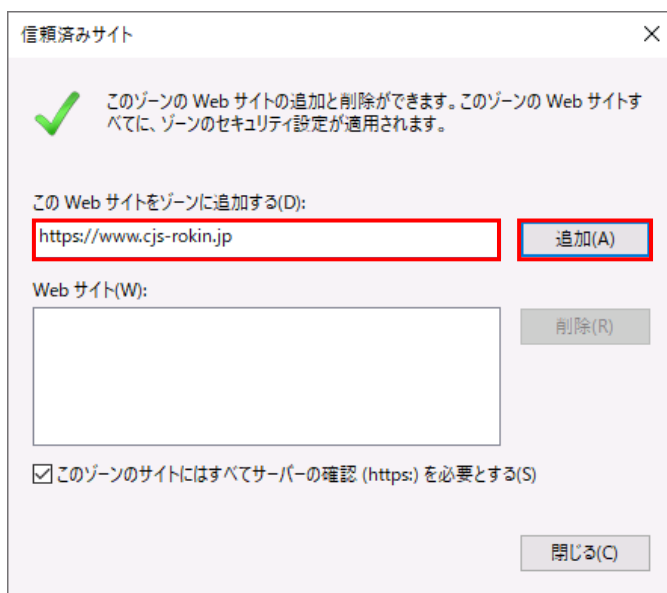 信頼済みサイト
このゾーンの Web サイトの追加と削除ができます。このゾーンの Web サイトす
べてに、ゾーンのセキュリティ設定が適用されます。
この Web サイトをゾーンに追加する(D):
https://www.cjs-rokin.jp
追加(A)
Web サイト(W):
削除(R)
このゾーンのサイトにはすべてサーバーの確認 (https:) を必要とする(S)
閉じる(C)